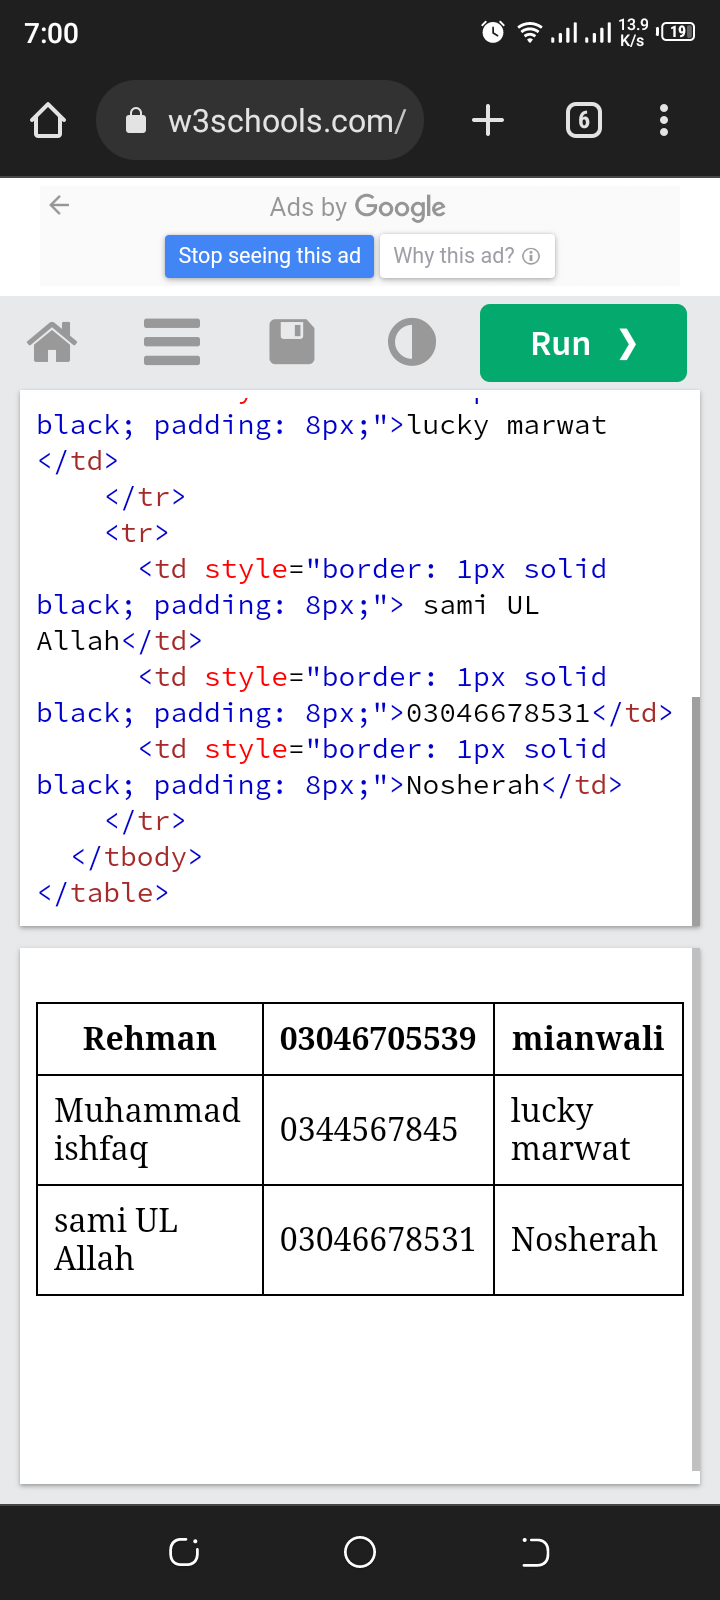 7:00
13.9
K/s
19
w3schools.com/
6
Ads by Google
Stop seeing this ad
Why this ad?
Run ❯
black; padding: 8px;">lucky marwat
</td>
</tr>
<tr>
<td style="border: 1px solid
black; padding: 8px;"> sami UL
Allah</td>
<td style="border: 1px solid
black; padding: 8px;">03046678531</td>
<td style="border: 1px solid
black; padding: 8px;">Nosherah</td>
</tr>
</tbody>
</table>
Rehman 03046705539 mianwali
Muhammad ishfaq 0344567845 lucky marwat
sami UL Allah 03046678531 Nosherah